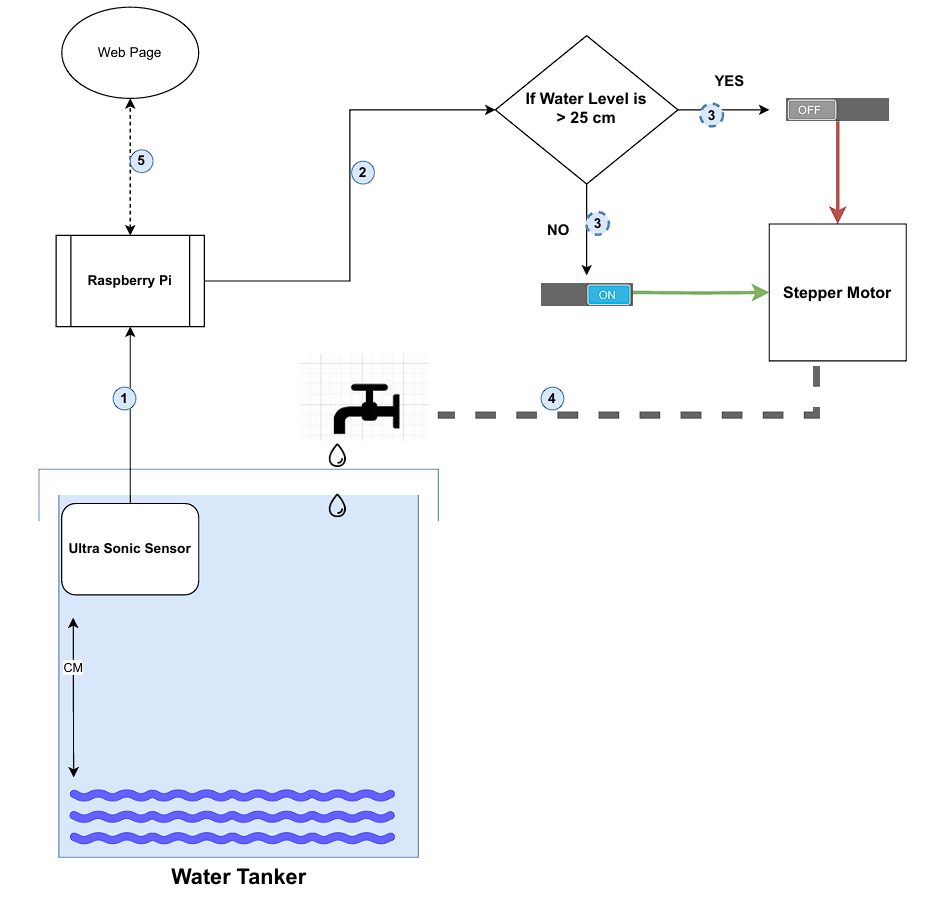 Web Page
5
Raspberry Pi
1
2
If Water Level is
> 25 cm
YES
3
OFF
NO
3
ON
Stepper Motor
4
Ultra Sonic Sensor
CM
Water Tanker